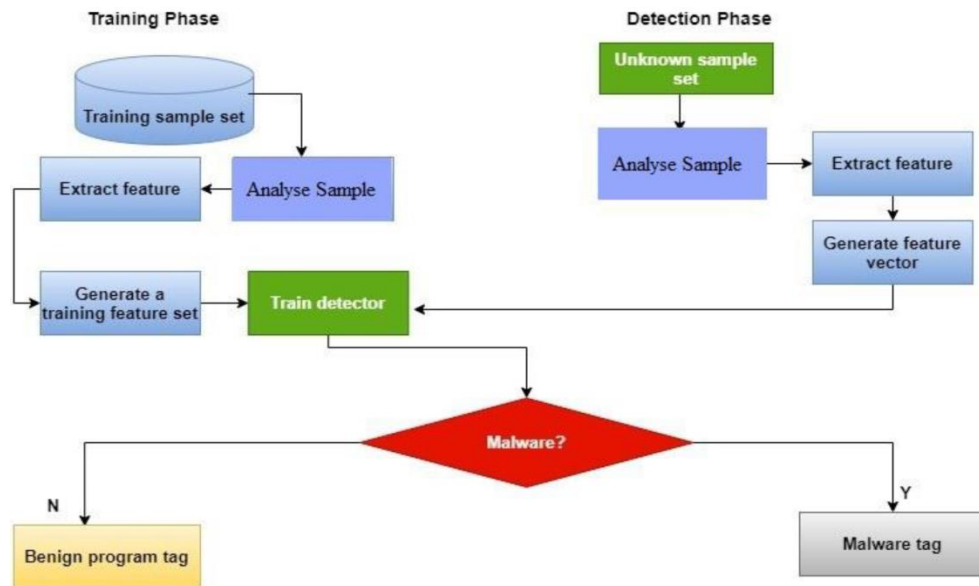 Training Phase
Detection Phase
Training sample set
Unknown sample
set
Analyse Sample
Extract feature
Analyse Sample
Extract feature
Generate feature
vector
Generate a
training feature set
Train detector
Malware?
N
Y
Benign program tag
Malware tag